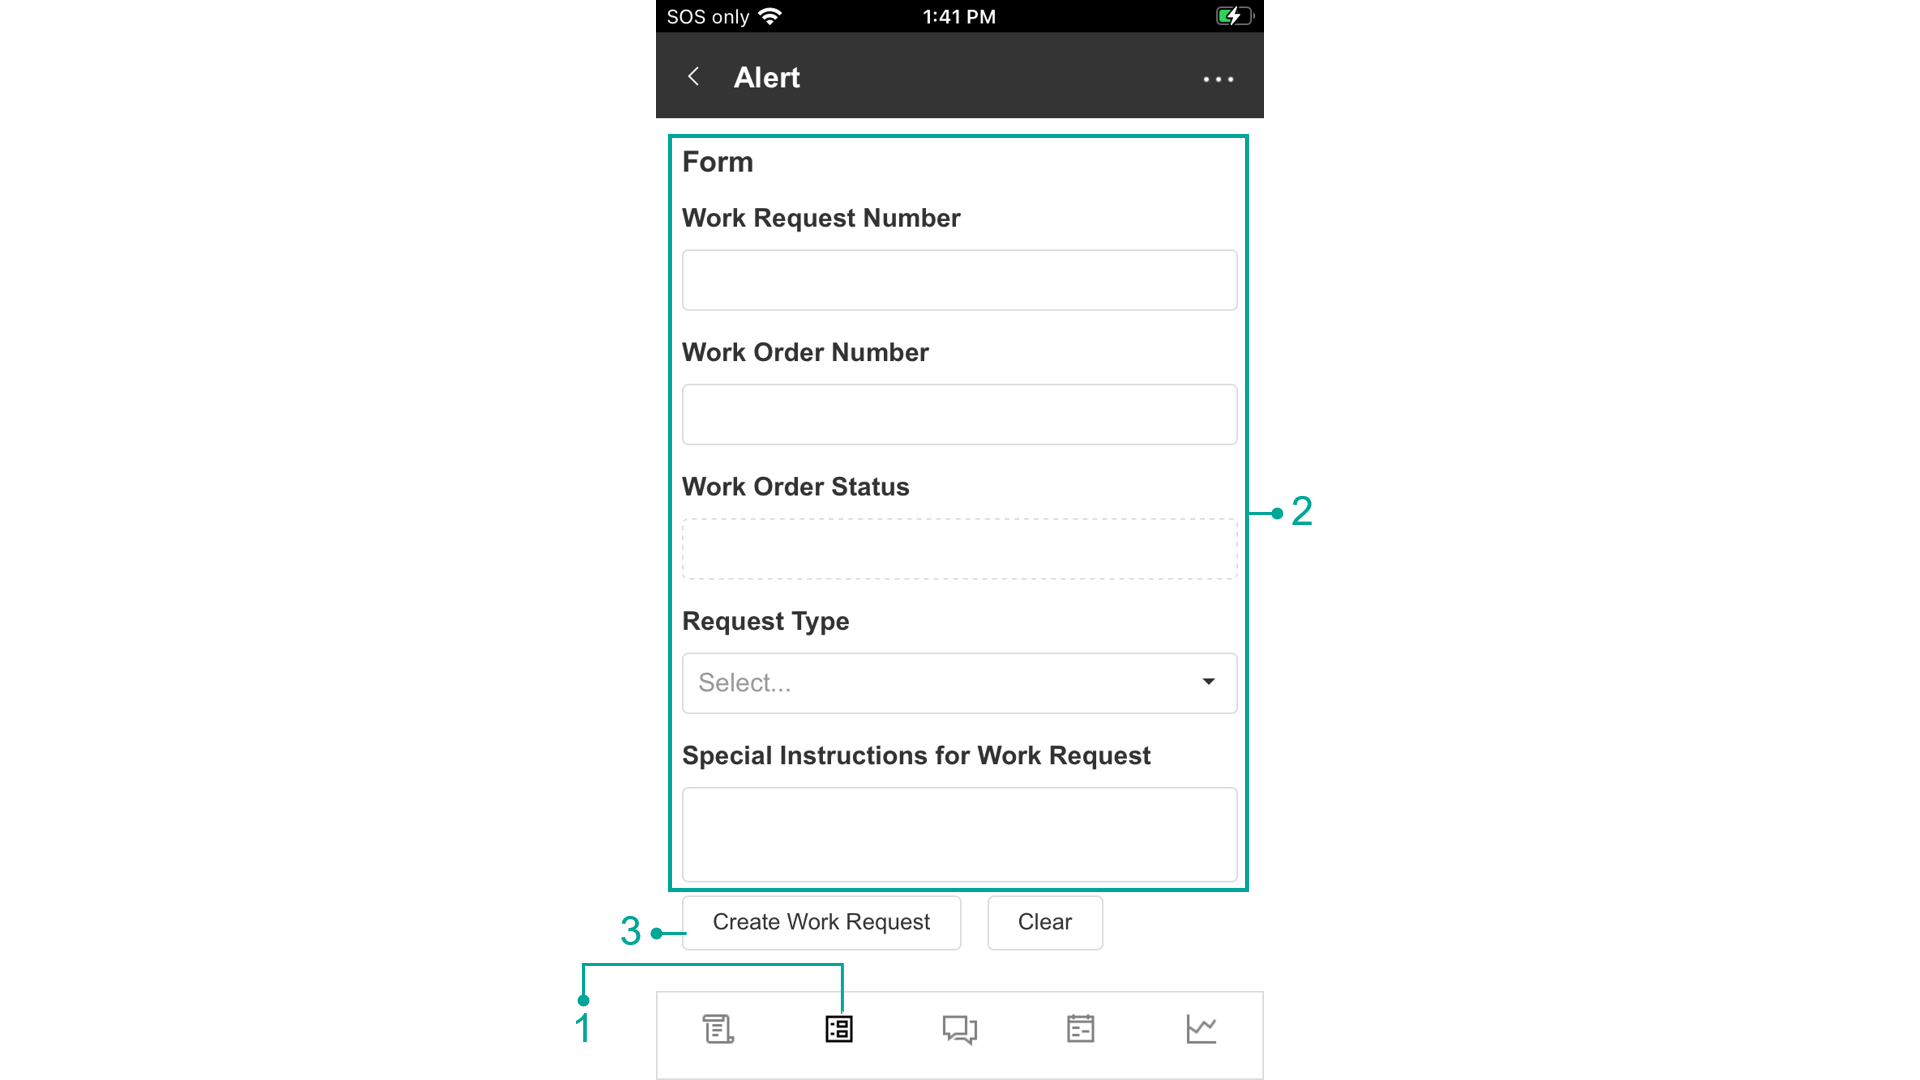 SOS only 1:41 PM
Alert
Form
Work Request Number
Work Order Number
Work Order Status
2
Request Type
Select...
Special Instructions for Work Request
3 Create Work Request Clear
1